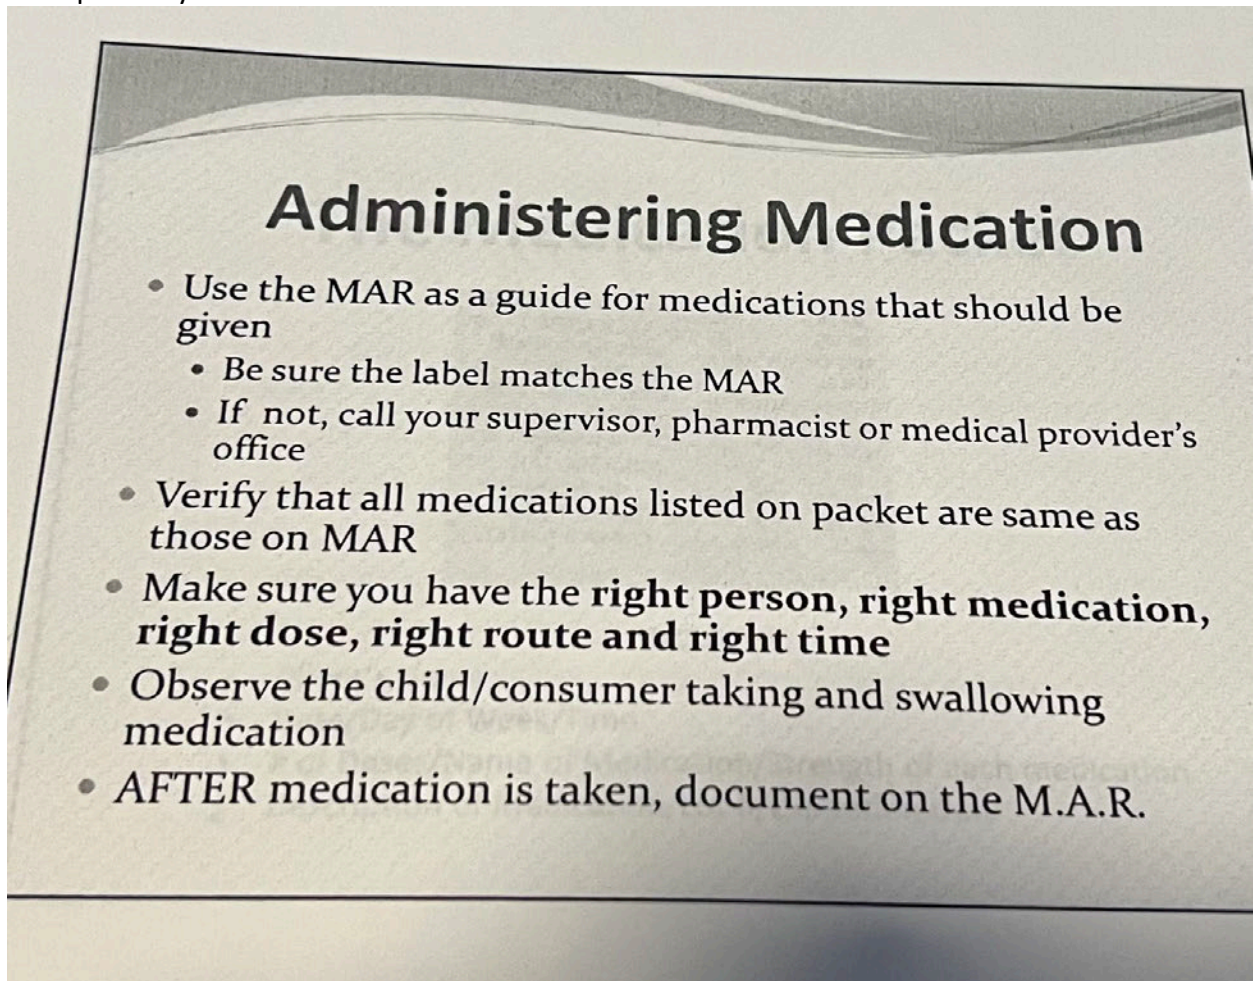 Administering Medication
• Use the MAR as a guide for medications that should be
given
• Be sure the label matches the MAR
• If not, call your supervisor, pharmacist or medical provider's
office
• Verify that all medications listed on packet are same as
those on MAR
• Make sure you have the right person, right medication,
right dose, right route and right time
• Observe the child/consumer taking and swallowing
medication
• AFTER medication is taken, document on the M.A.R.